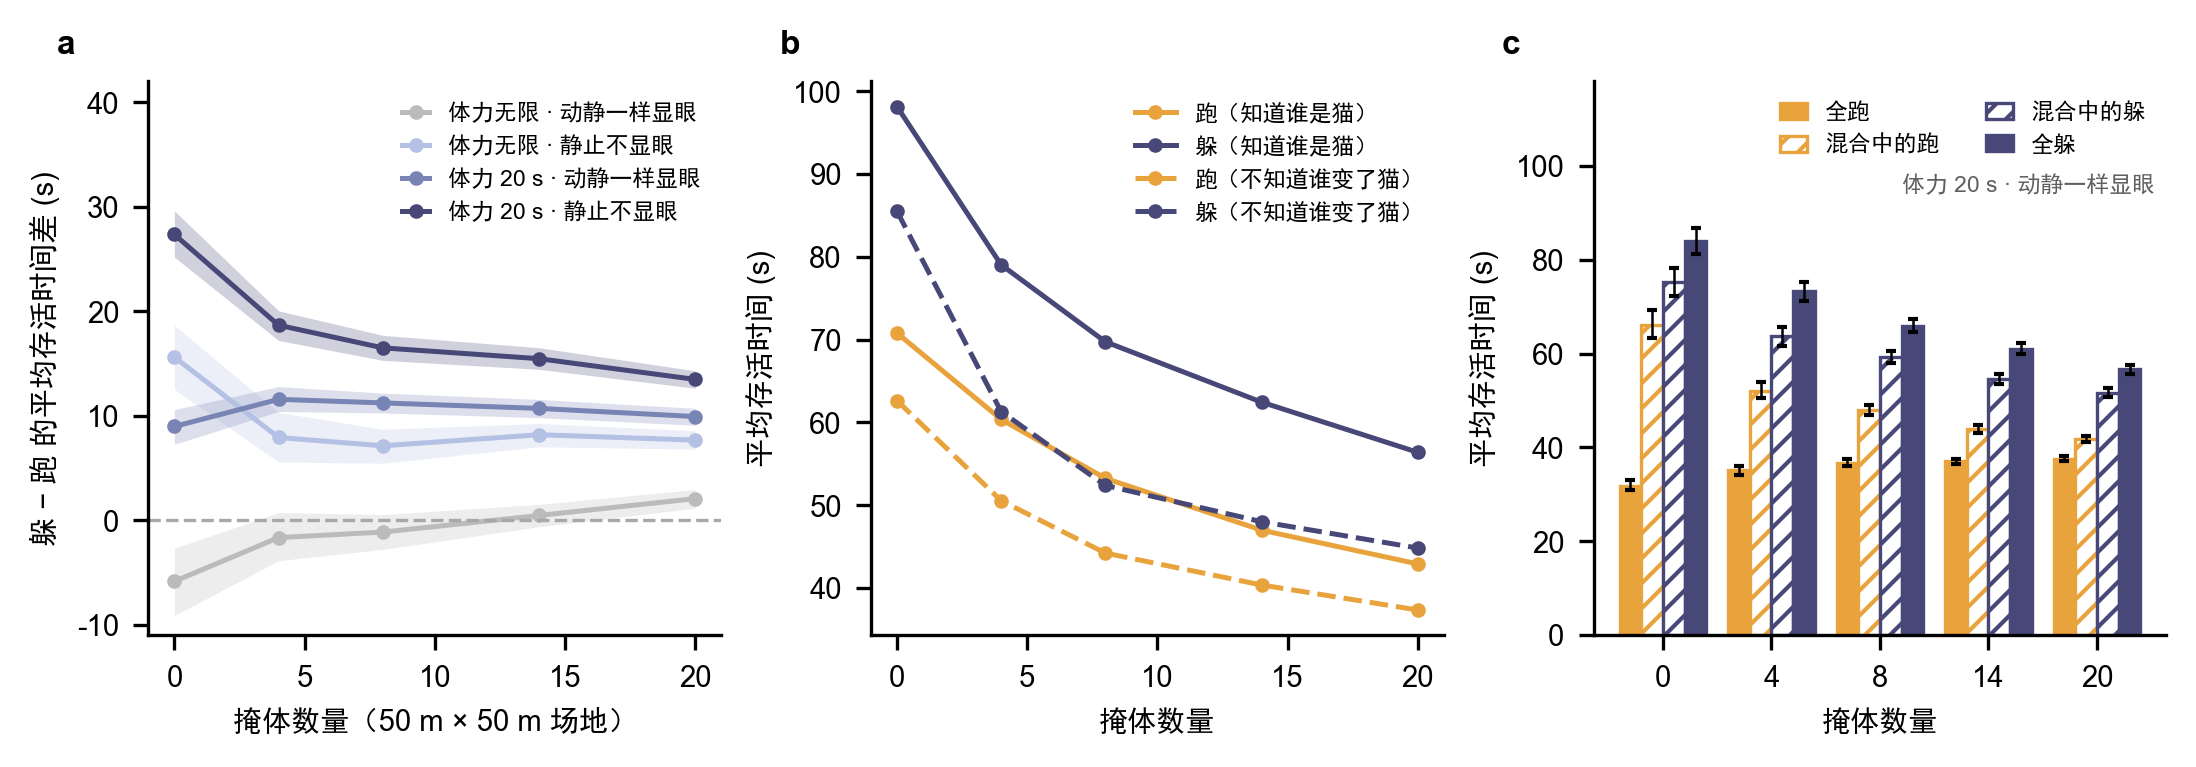 a
躲 − 跑 的平均存活时间差 (s)
40
30
20
10
0
-10
体力无限 · 动静一样显眼
体力无限 · 静止不显眼
体力 20 s · 动静一样显眼
体力 20 s · 静止不显眼
0 5 10 15 20
掩体数量（50 m × 50 m 场地）
b
平均存活时间 (s)
100
90
80
70
60
50
40
跑（知道谁是猫）
躲（知道谁是猫）
跑（不知道谁变了猫）
躲（不知道谁变了猫）
0 5 10 15 20
掩体数量
c
平均存活时间 (s)
100
80
60
40
20
0
全跑
混合中的跑
混合中的躲
全躲
体力 20 s · 动静一样显眼
0 4 8 14 20
掩体数量